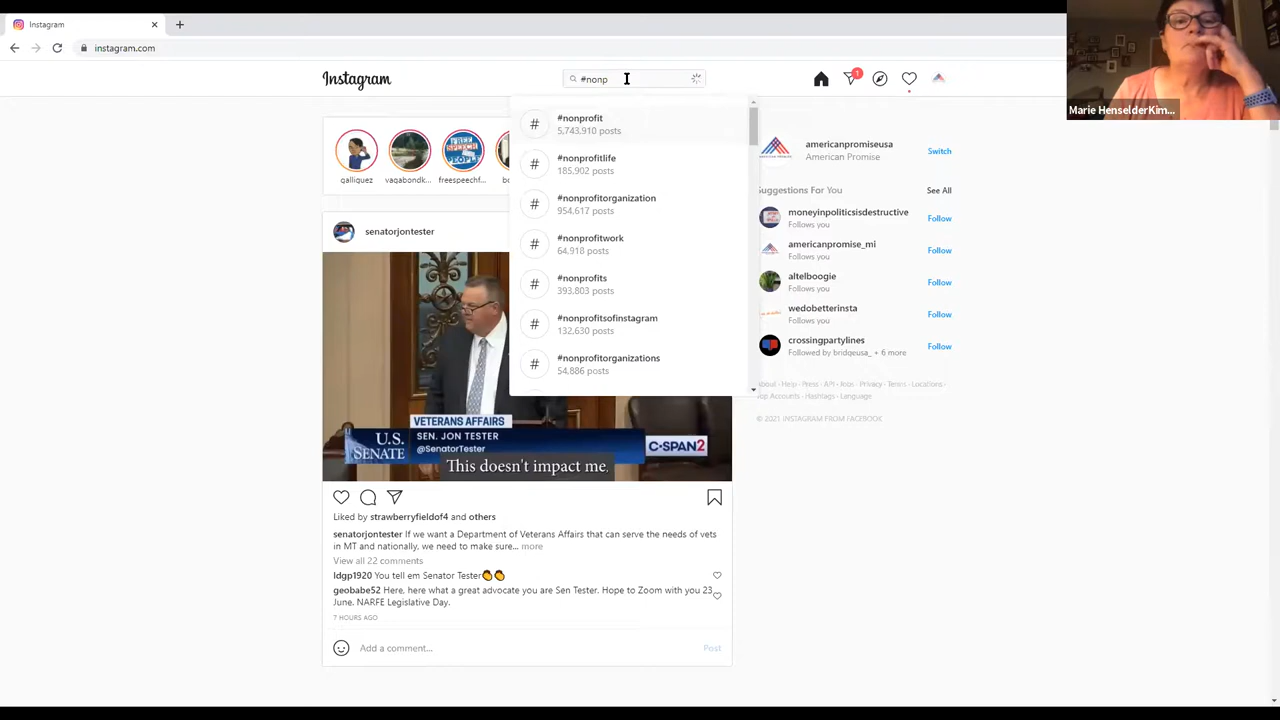 Instagram
instagram.com
Instagram
#nonp
1
Marie HenselderKim...
#nonprofit
5,743,910 posts
#nonprofitlife
185,902 posts
#nonprofitorganization
954,617 posts
#nonprofitwork
64,918 posts
#nonprofits
393,803 posts
#nonprofitsofinstagram
132,630 posts
#nonprofitorganizations
54,886 posts
galliquez
vagabondk...
freespeechf...
senatorjontester
VETERANS AFFAIRS
U.S. SENATE
SEN. JON TESTER
@SenatorTester
C-SPAN2
This doesn't impact me.
Liked by strawberryfieldof4 and others
senatorjontester If we want a Department of Veterans Affairs that can serve the needs of vets
in MT and nationally, we need to make sure... more
View all 22 comments
ldgp1920 You tell em Senator Tester👏👏
geobabe52 Here, here what a great advocate you are Sen Tester. Hope to Zoom with you 23
June, NARFE Legislative Day.
7 HOURS AGO
Add a comment...
Post
americanpromiseusa
American Promise
Switch
Suggestions For You
See All
moneyinpoliticsisdestructive
Follows you
Follow
americanpromise_mi
Follows you
Follow
altelboogie
Follows you
Follow
wedobetterinsta
Follows you
Follow
crossingpartylines
Followed by bridgeusa_ + 6 more
Follow
About · Help · Press · API · Jobs · Privacy · Terms · Locations ·
Top Accounts · Hashtags · Language
© 2021 INSTAGRAM FROM FACEBOOK